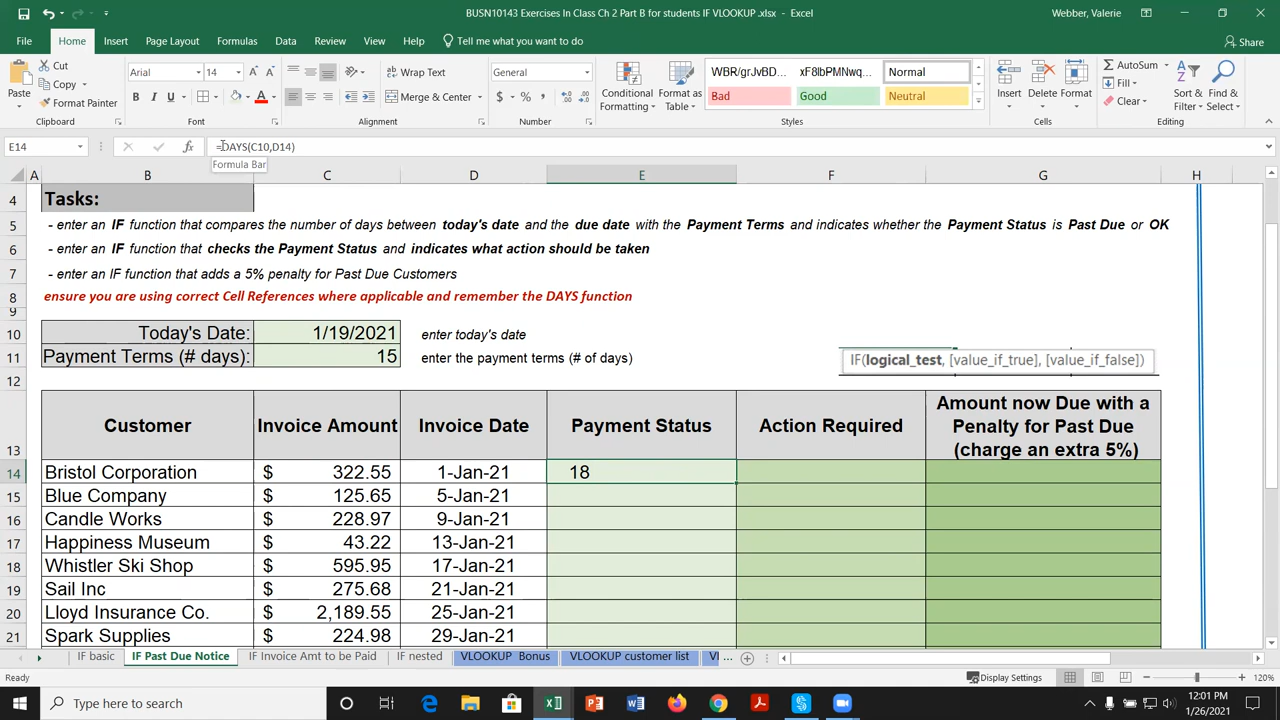 BUSN10143 Exercises In Class Ch 2 Part B for students IF VLOOKUP .xlsx - Excel
Webber, Valerie
File Home Insert Page Layout Formulas Data Review View Help Tell me what you want to do Share
Paste Cut Copy Format Painter Clipboard
Arial 14 B I U Font
Wrap Text Merge & Center Alignment
General $ % , Number
Conditional Formatting Format as Table WBR/grJvBD... xF8lbPMNwq... Normal Bad Good Neutral Styles
Insert Delete Format Cells
AutoSum Fill Clear Sort & Filter Find & Select Editing
E14 fx =DAYS(C10,D14)
Formula Bar
A B C D E F G H
4 Tasks:
5 - enter an IF function that compares the number of days between today's date and the due date with the Payment Terms and indicates whether the Payment Status is Past Due or OK
6 - enter an IF function that checks the Payment Status and indicates what action should be taken
7 - enter an IF function that adds a 5% penalty for Past Due Customers
8 ensure you are using correct Cell References where applicable and remember the DAYS function
9
10 Today's Date: 1/19/2021 enter today's date
11 Payment Terms (# days): 15 enter the payment terms (# of days) IF(logical_test, [value_if_true], [value_if_false])
12
13 Customer Invoice Amount Invoice Date Payment Status Action Required Amount now Due with a Penalty for Past Due (charge an extra 5%)
14 Bristol Corporation $ 322.55 1-Jan-21 18
15 Blue Company $ 125.65 5-Jan-21
16 Candle Works $ 228.97 9-Jan-21
17 Happiness Museum $ 43.22 13-Jan-21
18 Whistler Ski Shop $ 595.95 17-Jan-21
19 Sail Inc $ 275.68 21-Jan-21
20 Lloyd Insurance Co. $ 2,189.55 25-Jan-21
21 Spark Supplies $ 224.98 29-Jan-21
IF basic IF Past Due Notice IF Invoice Amt to be Paid IF nested VLOOKUP Bonus VLOOKUP customer list VI ...
Ready Display Settings 120%
Type here to search 12:01 PM
1/26/2021